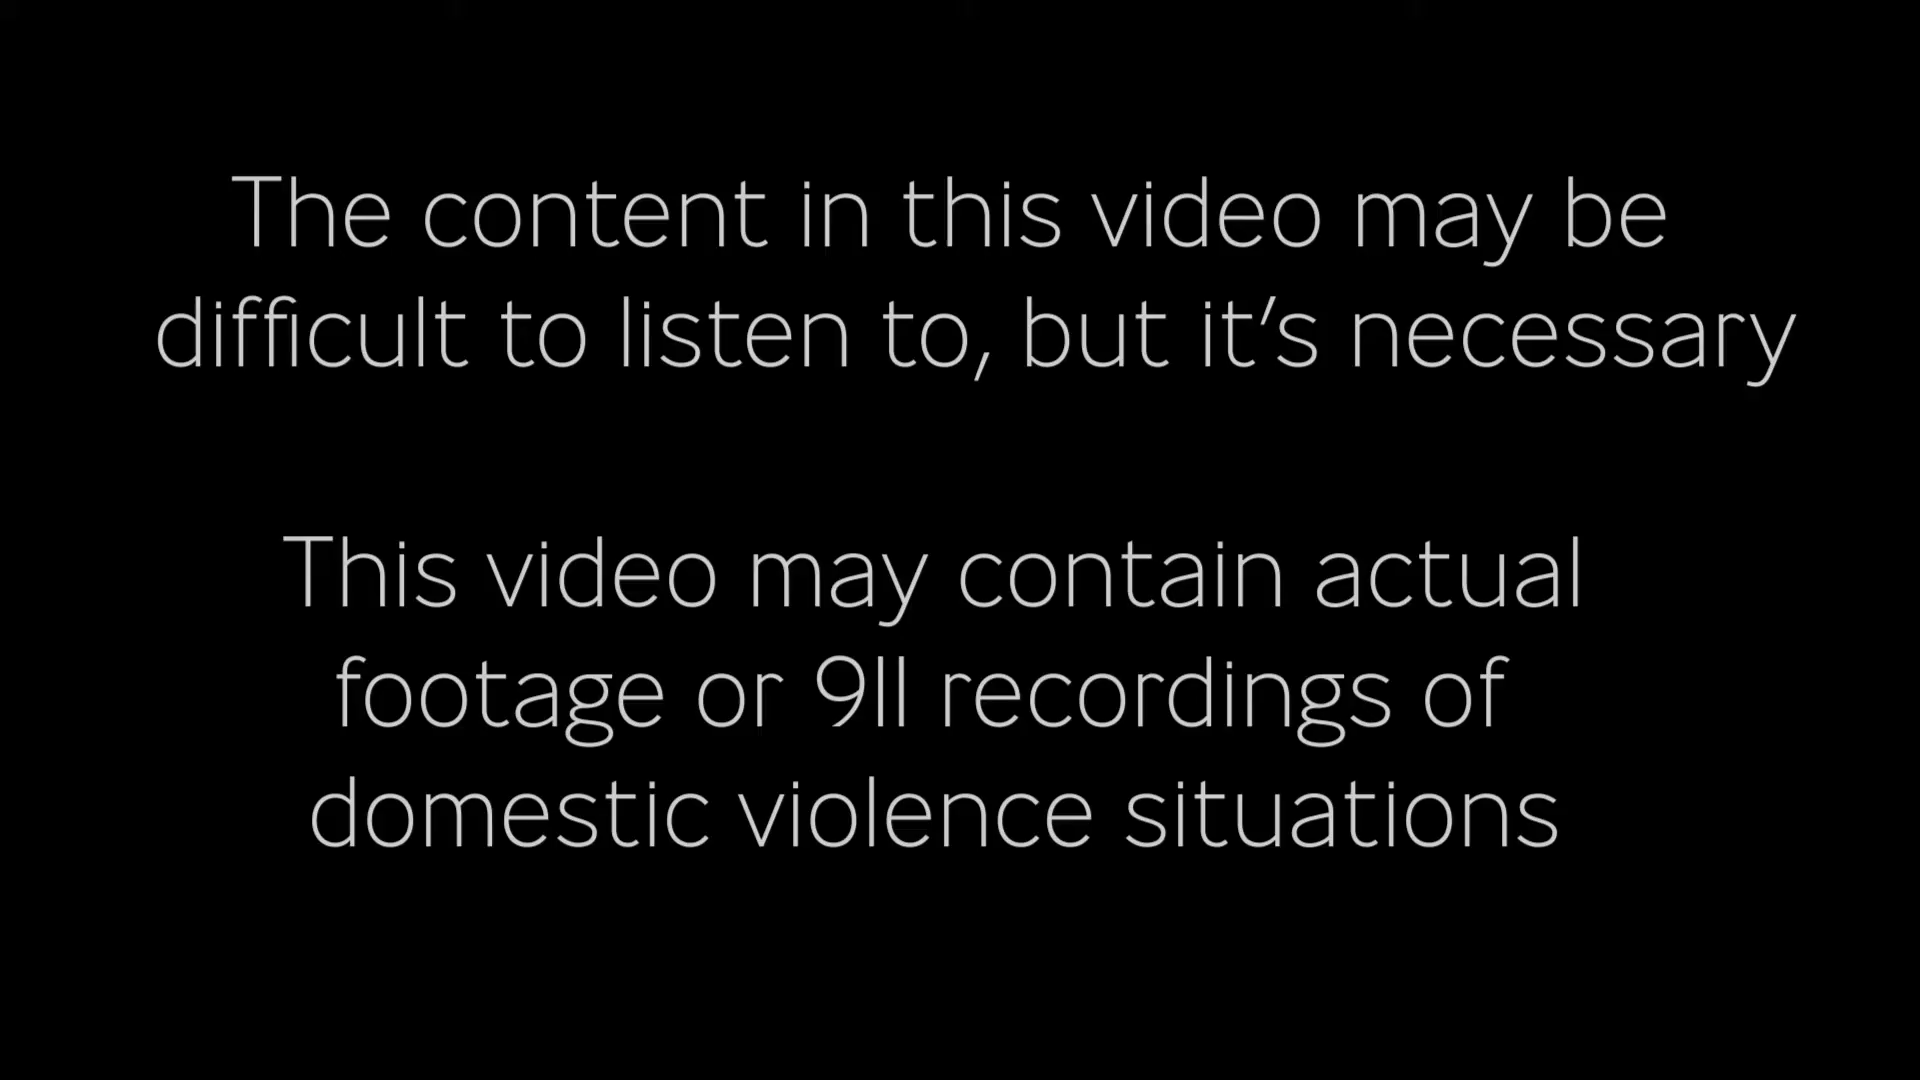 The content in this video may be
difficult to listen to, but it’s necessary
This video may contain actual
footage or 911 recordings of
domestic violence situations